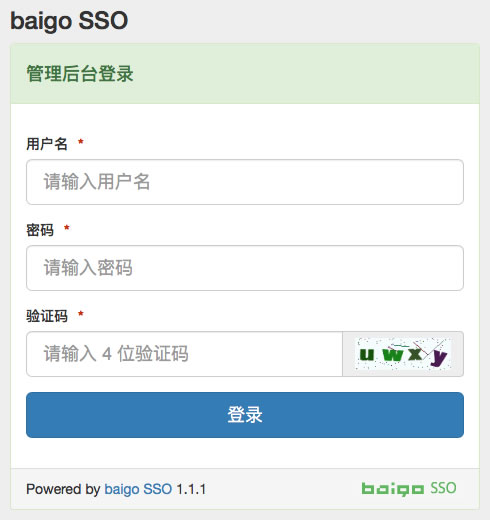 baigo SSO
管理后台登录
用户名 *
请输入用户名
密码 *
请输入密码
验证码 *
请输入 4 位验证码
uwxy
登录
Powered by baigo SSO 1.1.1
baigo SSO